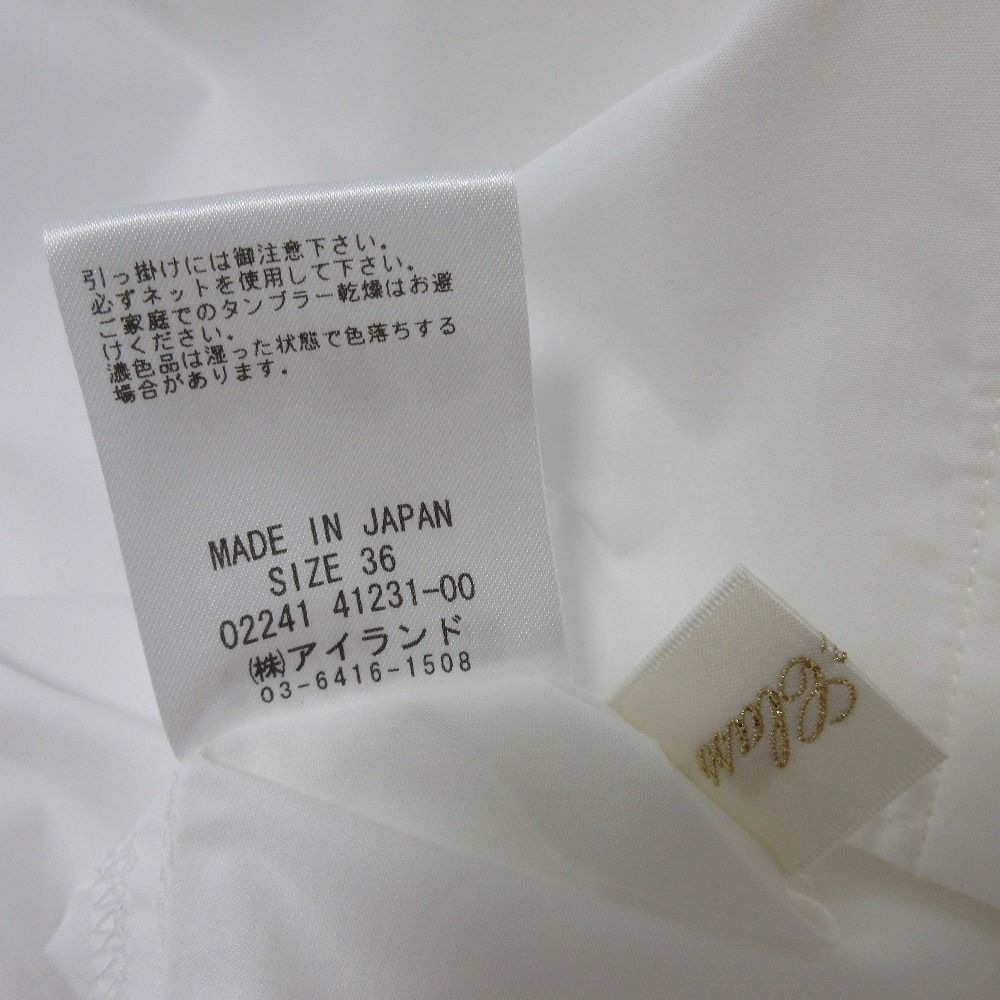 引っ掛けには御注意下さい.
必ずネットを使用して下さい.
ご家庭でのタンブラー乾燥はお避
けください.
濃色品は湿った状態で色落ちする
場合があります.
MADE IN JAPAN
SIZE 36
02241 41231-00
㈱アイランド
03-6416-1508